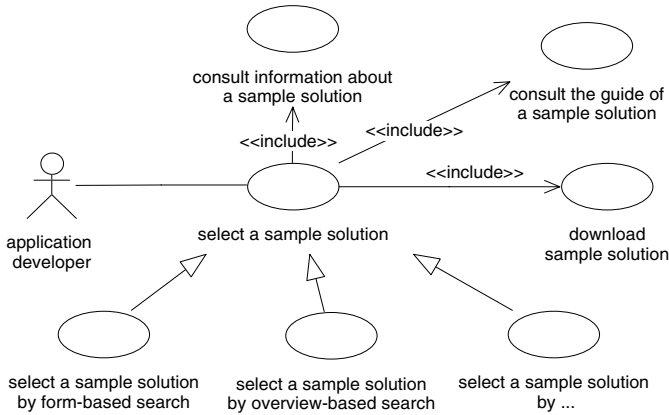 consult information about
a sample solution
consult the guide of
a sample solution
<<include>>
<<include>>
<<include>>
application
developer
select a sample solution
download
sample solution
select a sample solution
by form-based search
select a sample solution
by overview-based search
select a sample solution
by ...